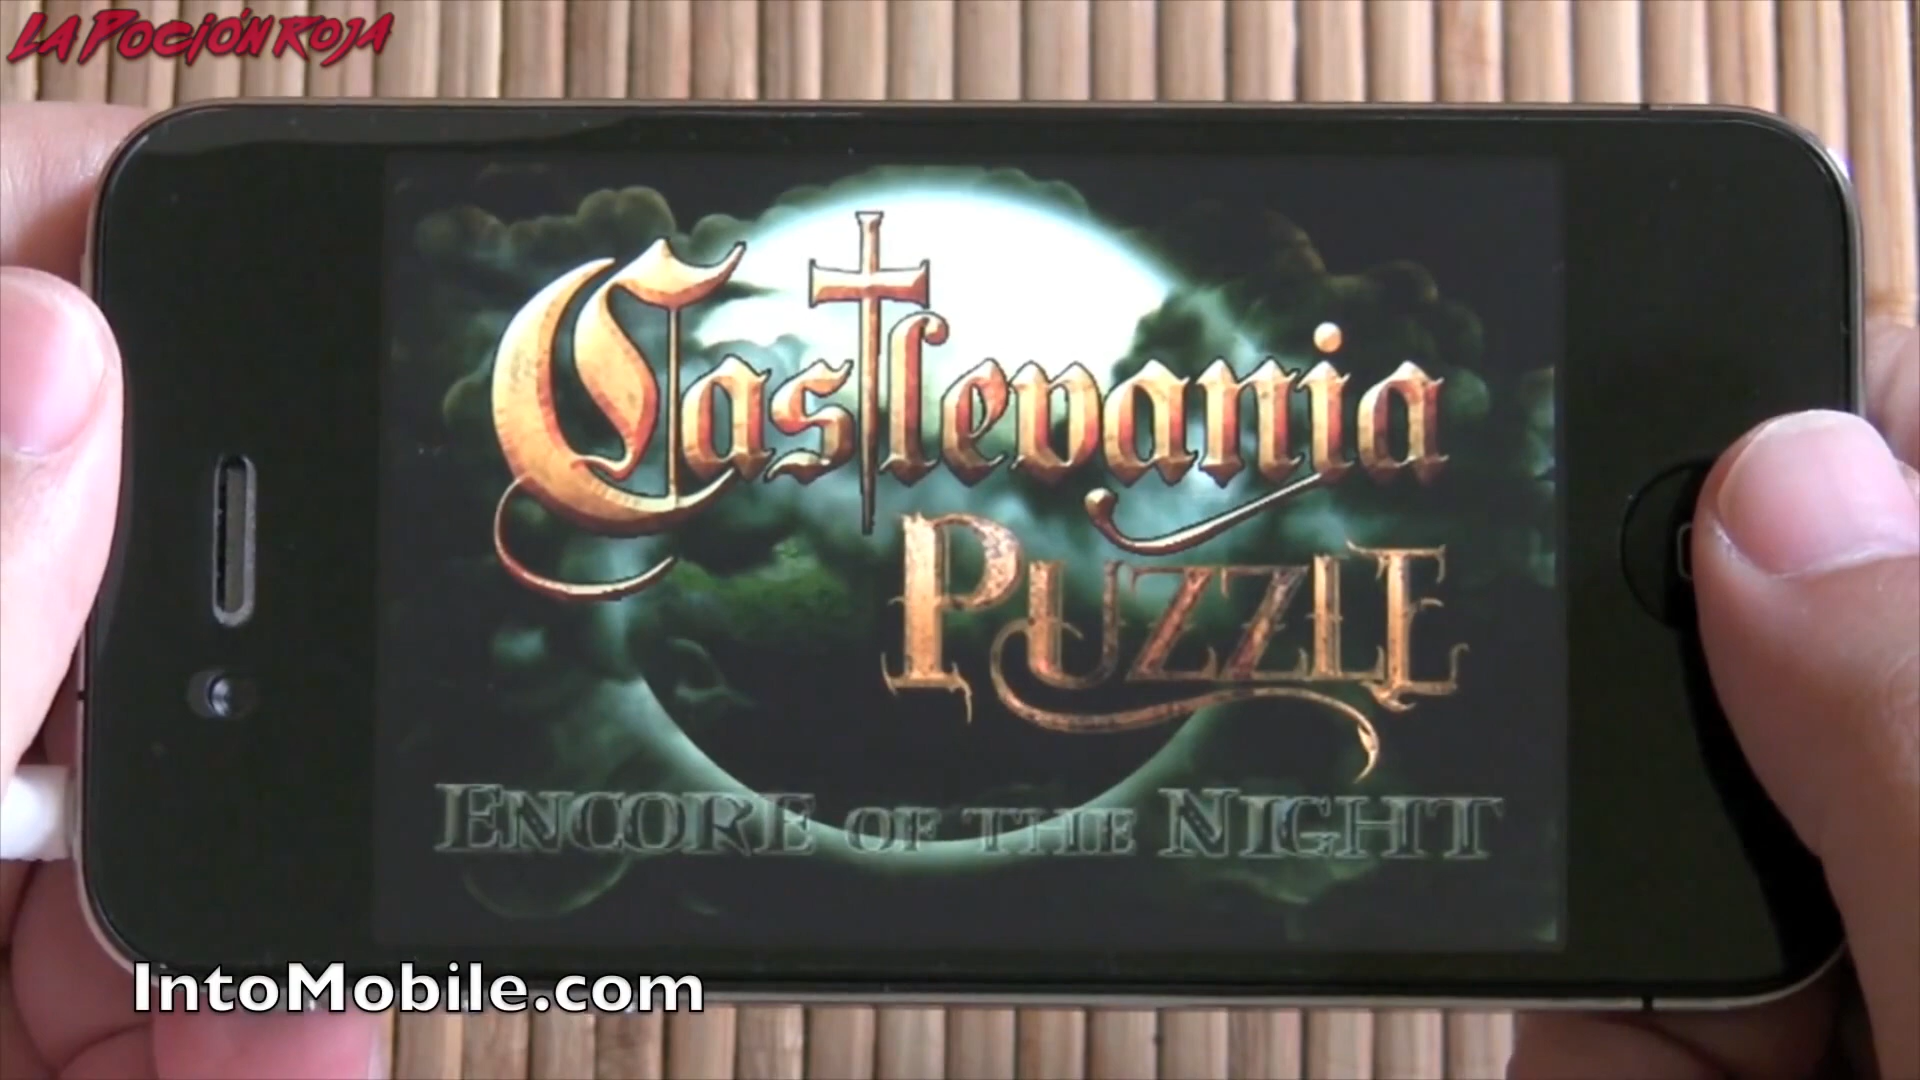 La Poción Roja
Castlevania
Puzzle
Encore of the Night
IntoMobile.com